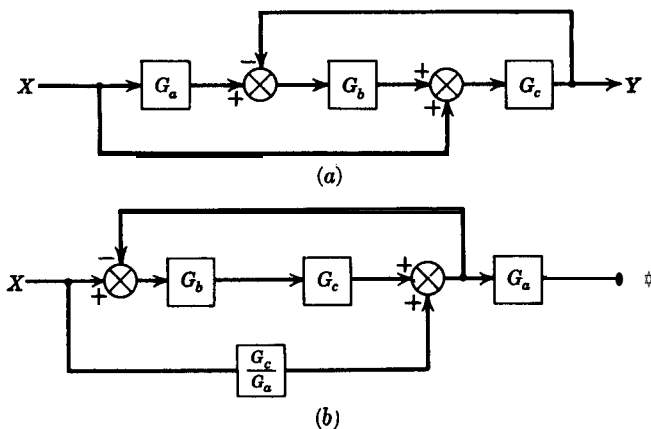 X G_a − + G_b + + G_c Y
(a)
X − + G_b G_c + + G_a ϕ
G_c
G_a
(b)